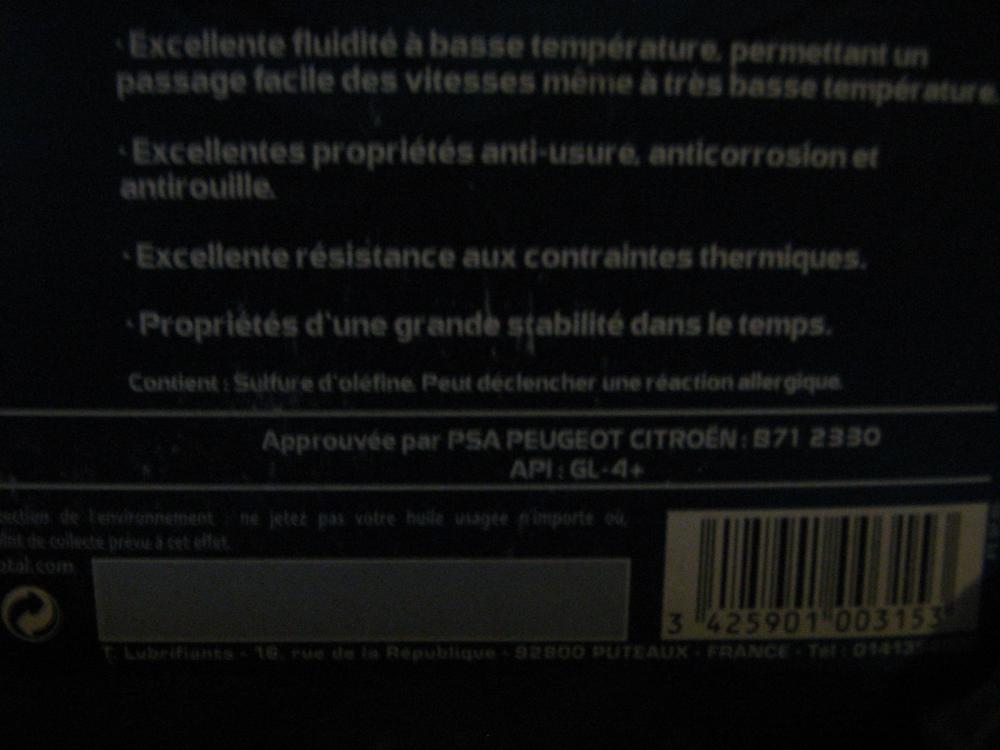 · Excellente fluidité à basse température, permettant un
passage facile des vitesses même à très basse température.
· Excellentes propriétés anti-usure, anticorrosion et
antirouille.
· Excellente résistance aux contraintes thermiques.
· Propriétés d'une grande stabilité dans le temps.
Contient : Sulfure d'oléfine. Peut déclencher une réaction allergique.
Approuvée par PSA PEUGEOT CITROËN : B71 2330
API : GL-4+
de l'environnement : ne jetez pas votre huile usagée n'importe où,
de collecte prévu à cet effet.
otal.com
3 425901 003153
T. Lubrifiants - 16, rue de la République - 92800 PUTEAUX - FRANCE - Tél :